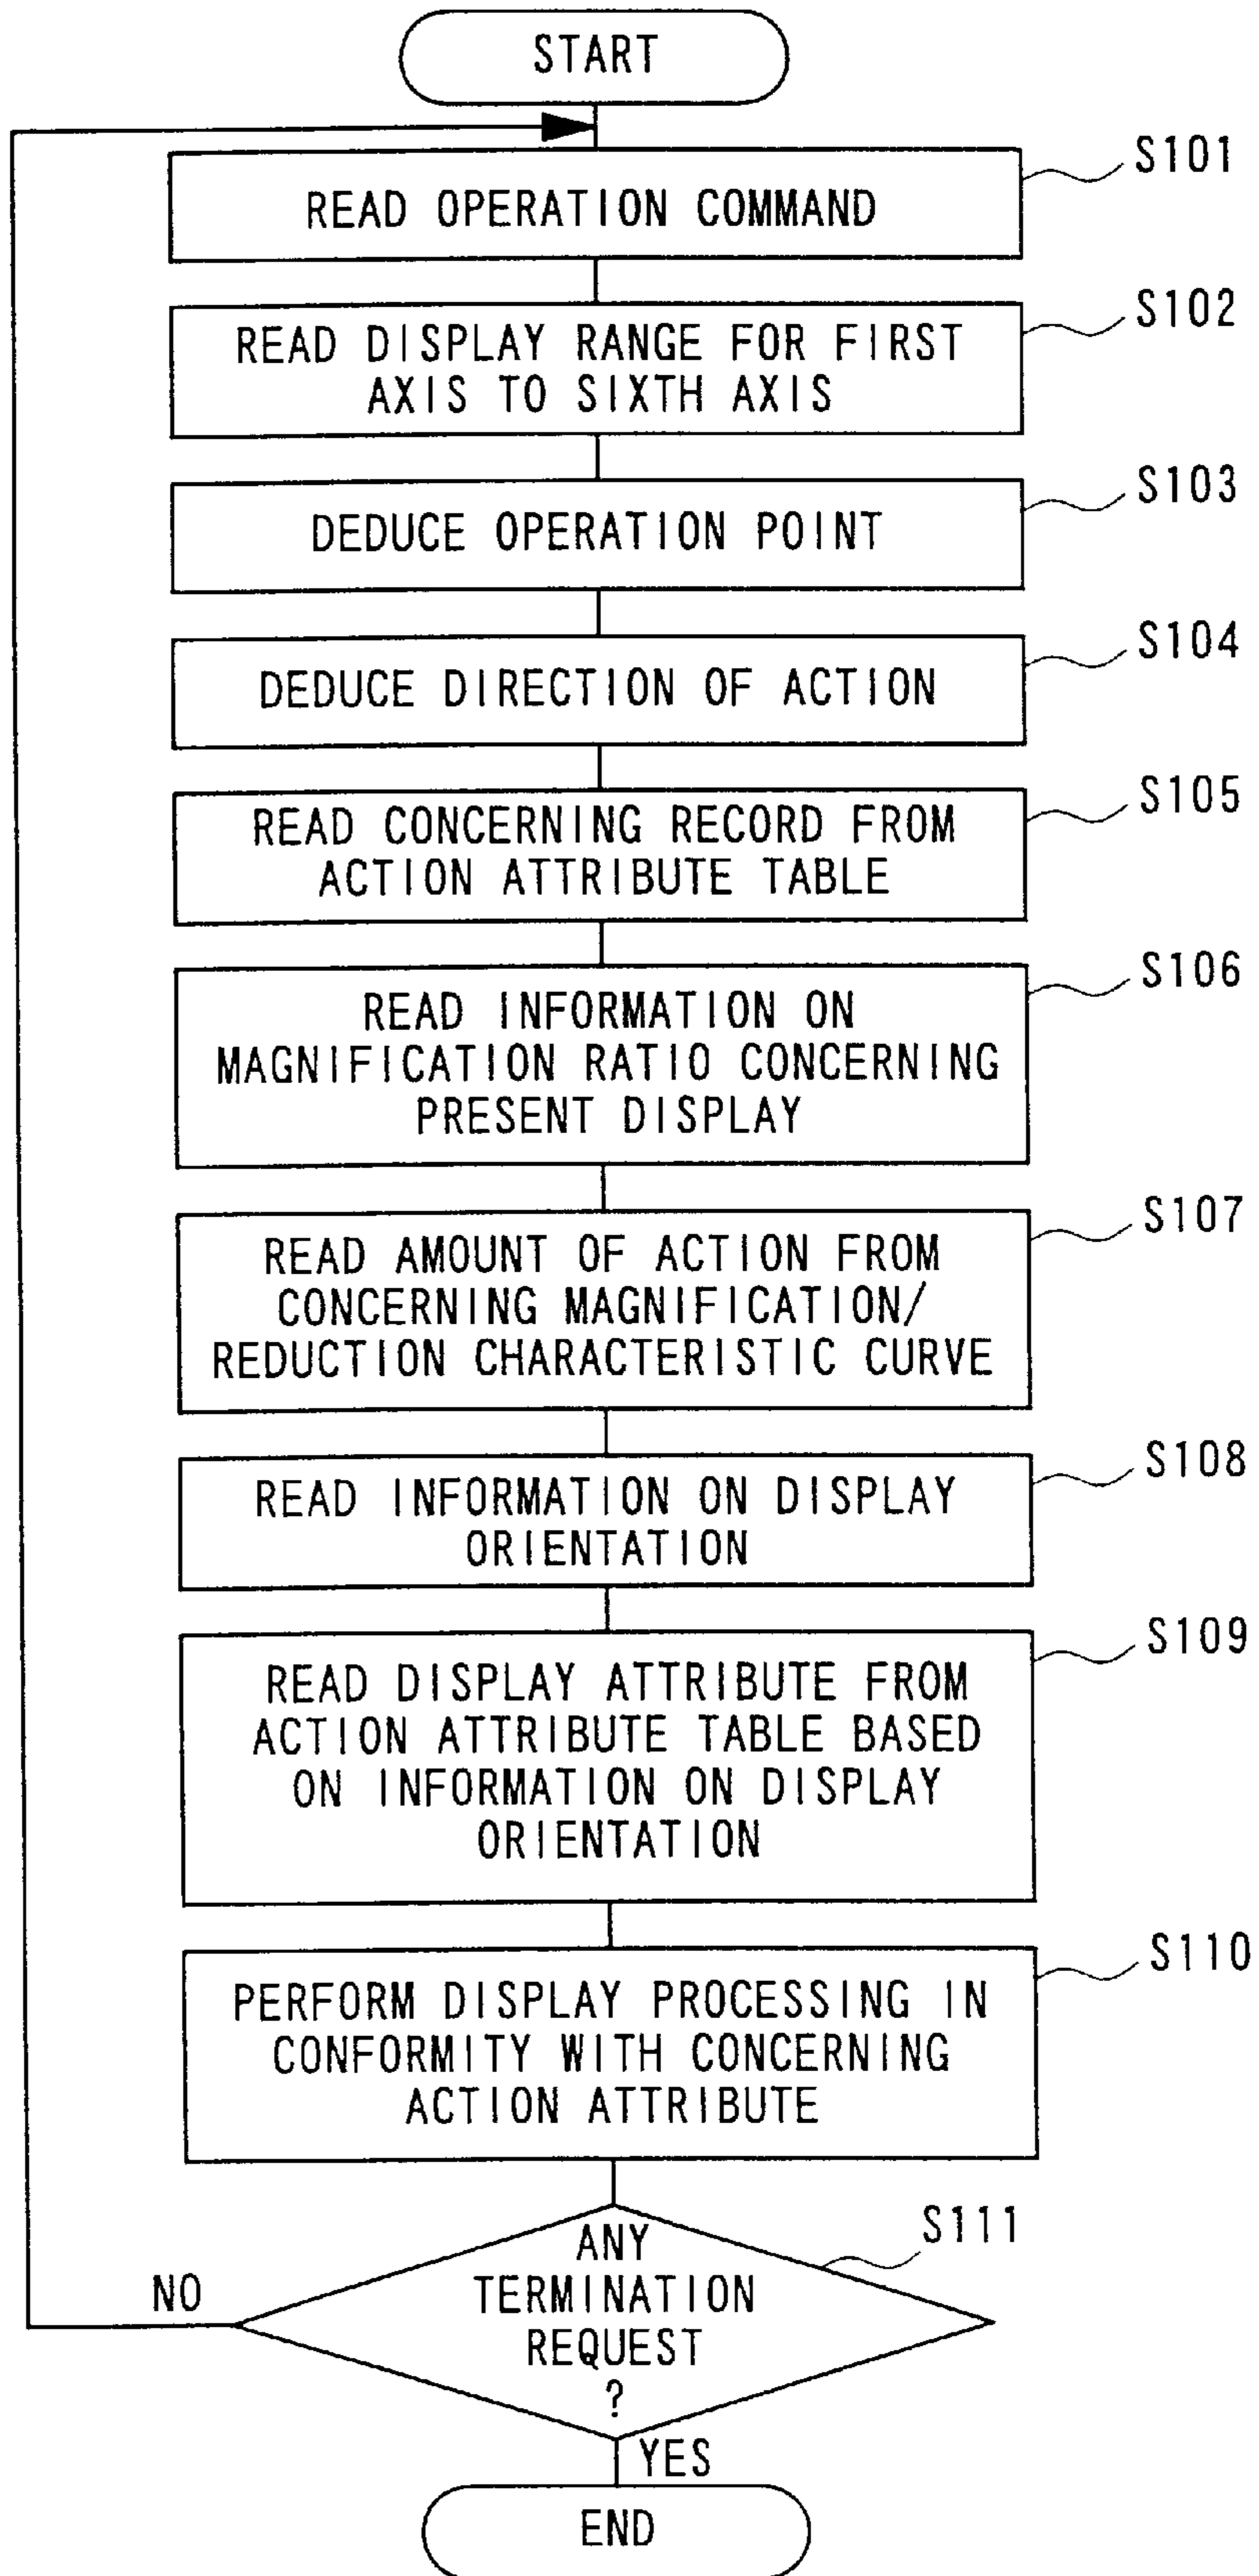 START
S101
READ OPERATION COMMAND
S102
READ DISPLAY RANGE FOR FIRST
AXIS TO SIXTH AXIS
S103
DEDUCE OPERATION POINT
S104
DEDUCE DIRECTION OF ACTION
S105
READ CONCERNING RECORD FROM
ACTION ATTRIBUTE TABLE
S106
READ INFORMATION ON
MAGNIFICATION RATIO CONCERNING
PRESENT DISPLAY
S107
READ AMOUNT OF ACTION FROM
CONCERNING MAGNIFICATION/
REDUCTION CHARACTERISTIC CURVE
S108
READ INFORMATION ON DISPLAY
ORIENTATION
S109
READ DISPLAY ATTRIBUTE FROM
ACTION ATTRIBUTE TABLE BASED
ON INFORMATION ON DISPLAY
ORIENTATION
S110
PERFORM DISPLAY PROCESSING IN
CONFORMITY WITH CONCERNING
ACTION ATTRIBUTE
S111
ANY
TERMINATION
REQUEST
?
NO
YES
END